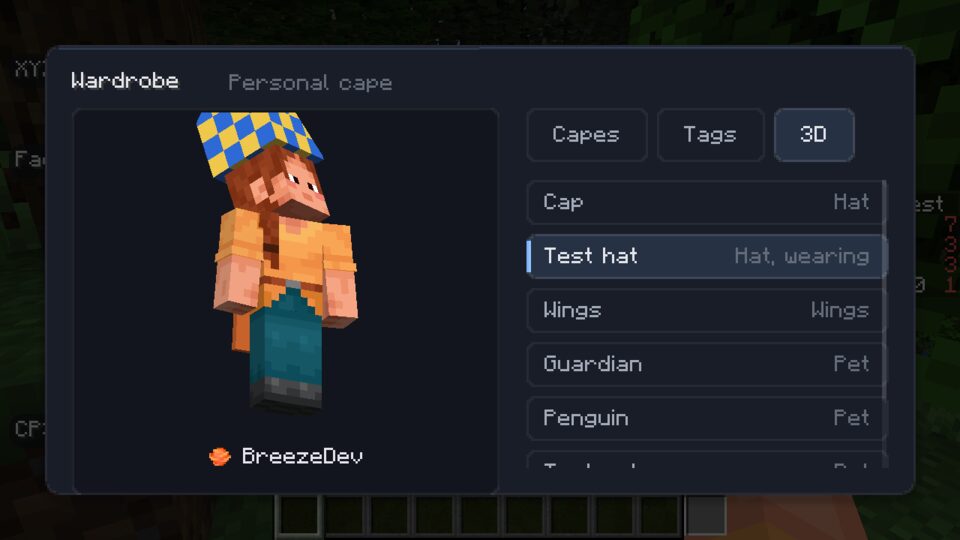 Wardrobe Personal cape
Capes Tags 3D
Cap Hat
Test hat Hat, wearing
Wings Wings
Guardian Pet
Penguin Pet
BreezeDev